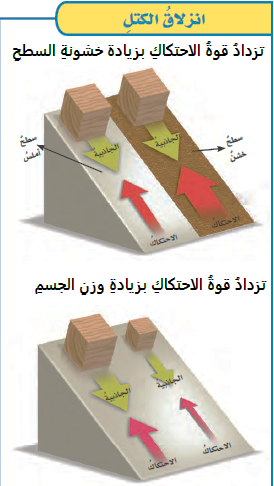 انزلاقُ الكتلِ
تزدادُ قوةُ الاحتكاكِ بزيادة خشونةِ السطحِ
سطحٌ خشنٌ
الجاذبية
الجاذبية
سطحٌ أملسُ
الاحتكاكُ
الاحتكاكُ
تزدادُ قوةُ الاحتكاكِ بزيادةِ وزنِ الجسمِ
الجاذبية
الجاذبية
الاحتكاكُ
الاحتكاكُ